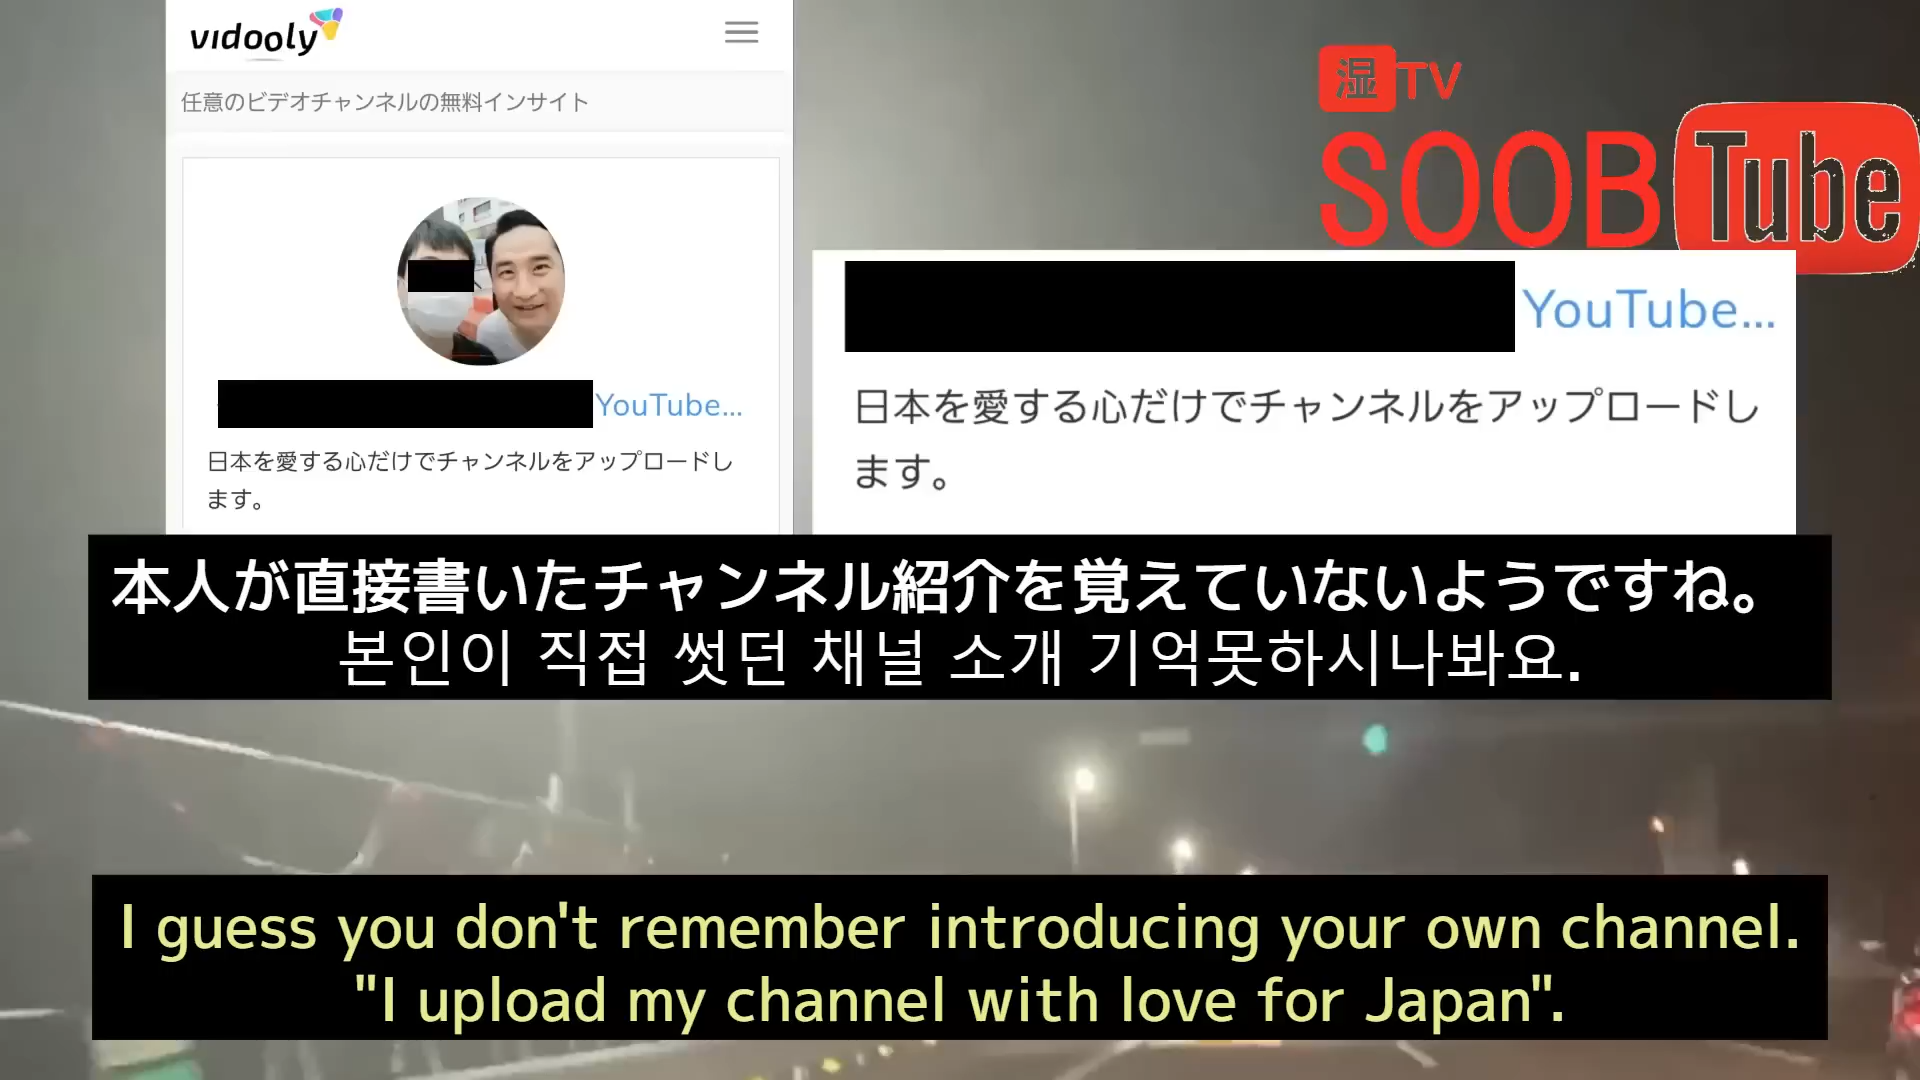 vidooly
任意のビデオチャンネルの無料インサイト
YouTube...
日本を愛する心だけでチャンネルをアップロードし
ます。
湿TV
SOOB Tube
YouTube...
日本を愛する心だけでチャンネルをアップロードし
ます。
本人が直接書いたチャンネル紹介を覚えていないようですね。
본인이 직접 썻던 채널 소개 기억못하시나봐요.
I guess you don't remember introducing your own channel.
"I upload my channel with love for Japan".